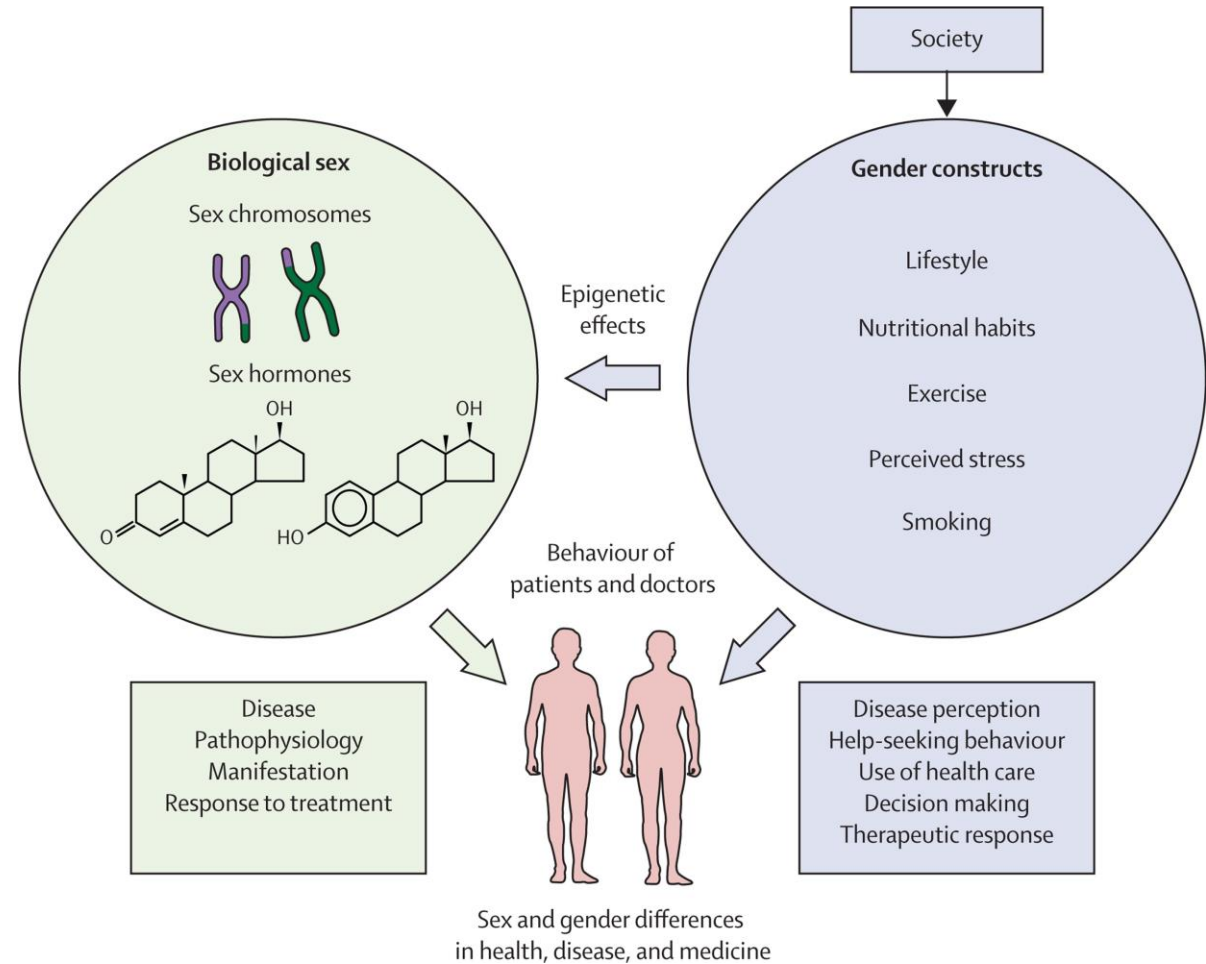 Society
Biological sex
Sex chromosomes
Sex hormones
OH
O
OH
HO
Epigenetic
effects
Gender constructs
Lifestyle
Nutritional habits
Exercise
Perceived stress
Smoking
Behaviour of
patients and doctors
Disease
Pathophysiology
Manifestation
Response to treatment
Disease perception
Help-seeking behaviour
Use of health care
Decision making
Therapeutic response
Sex and gender differences
in health, disease, and medicine